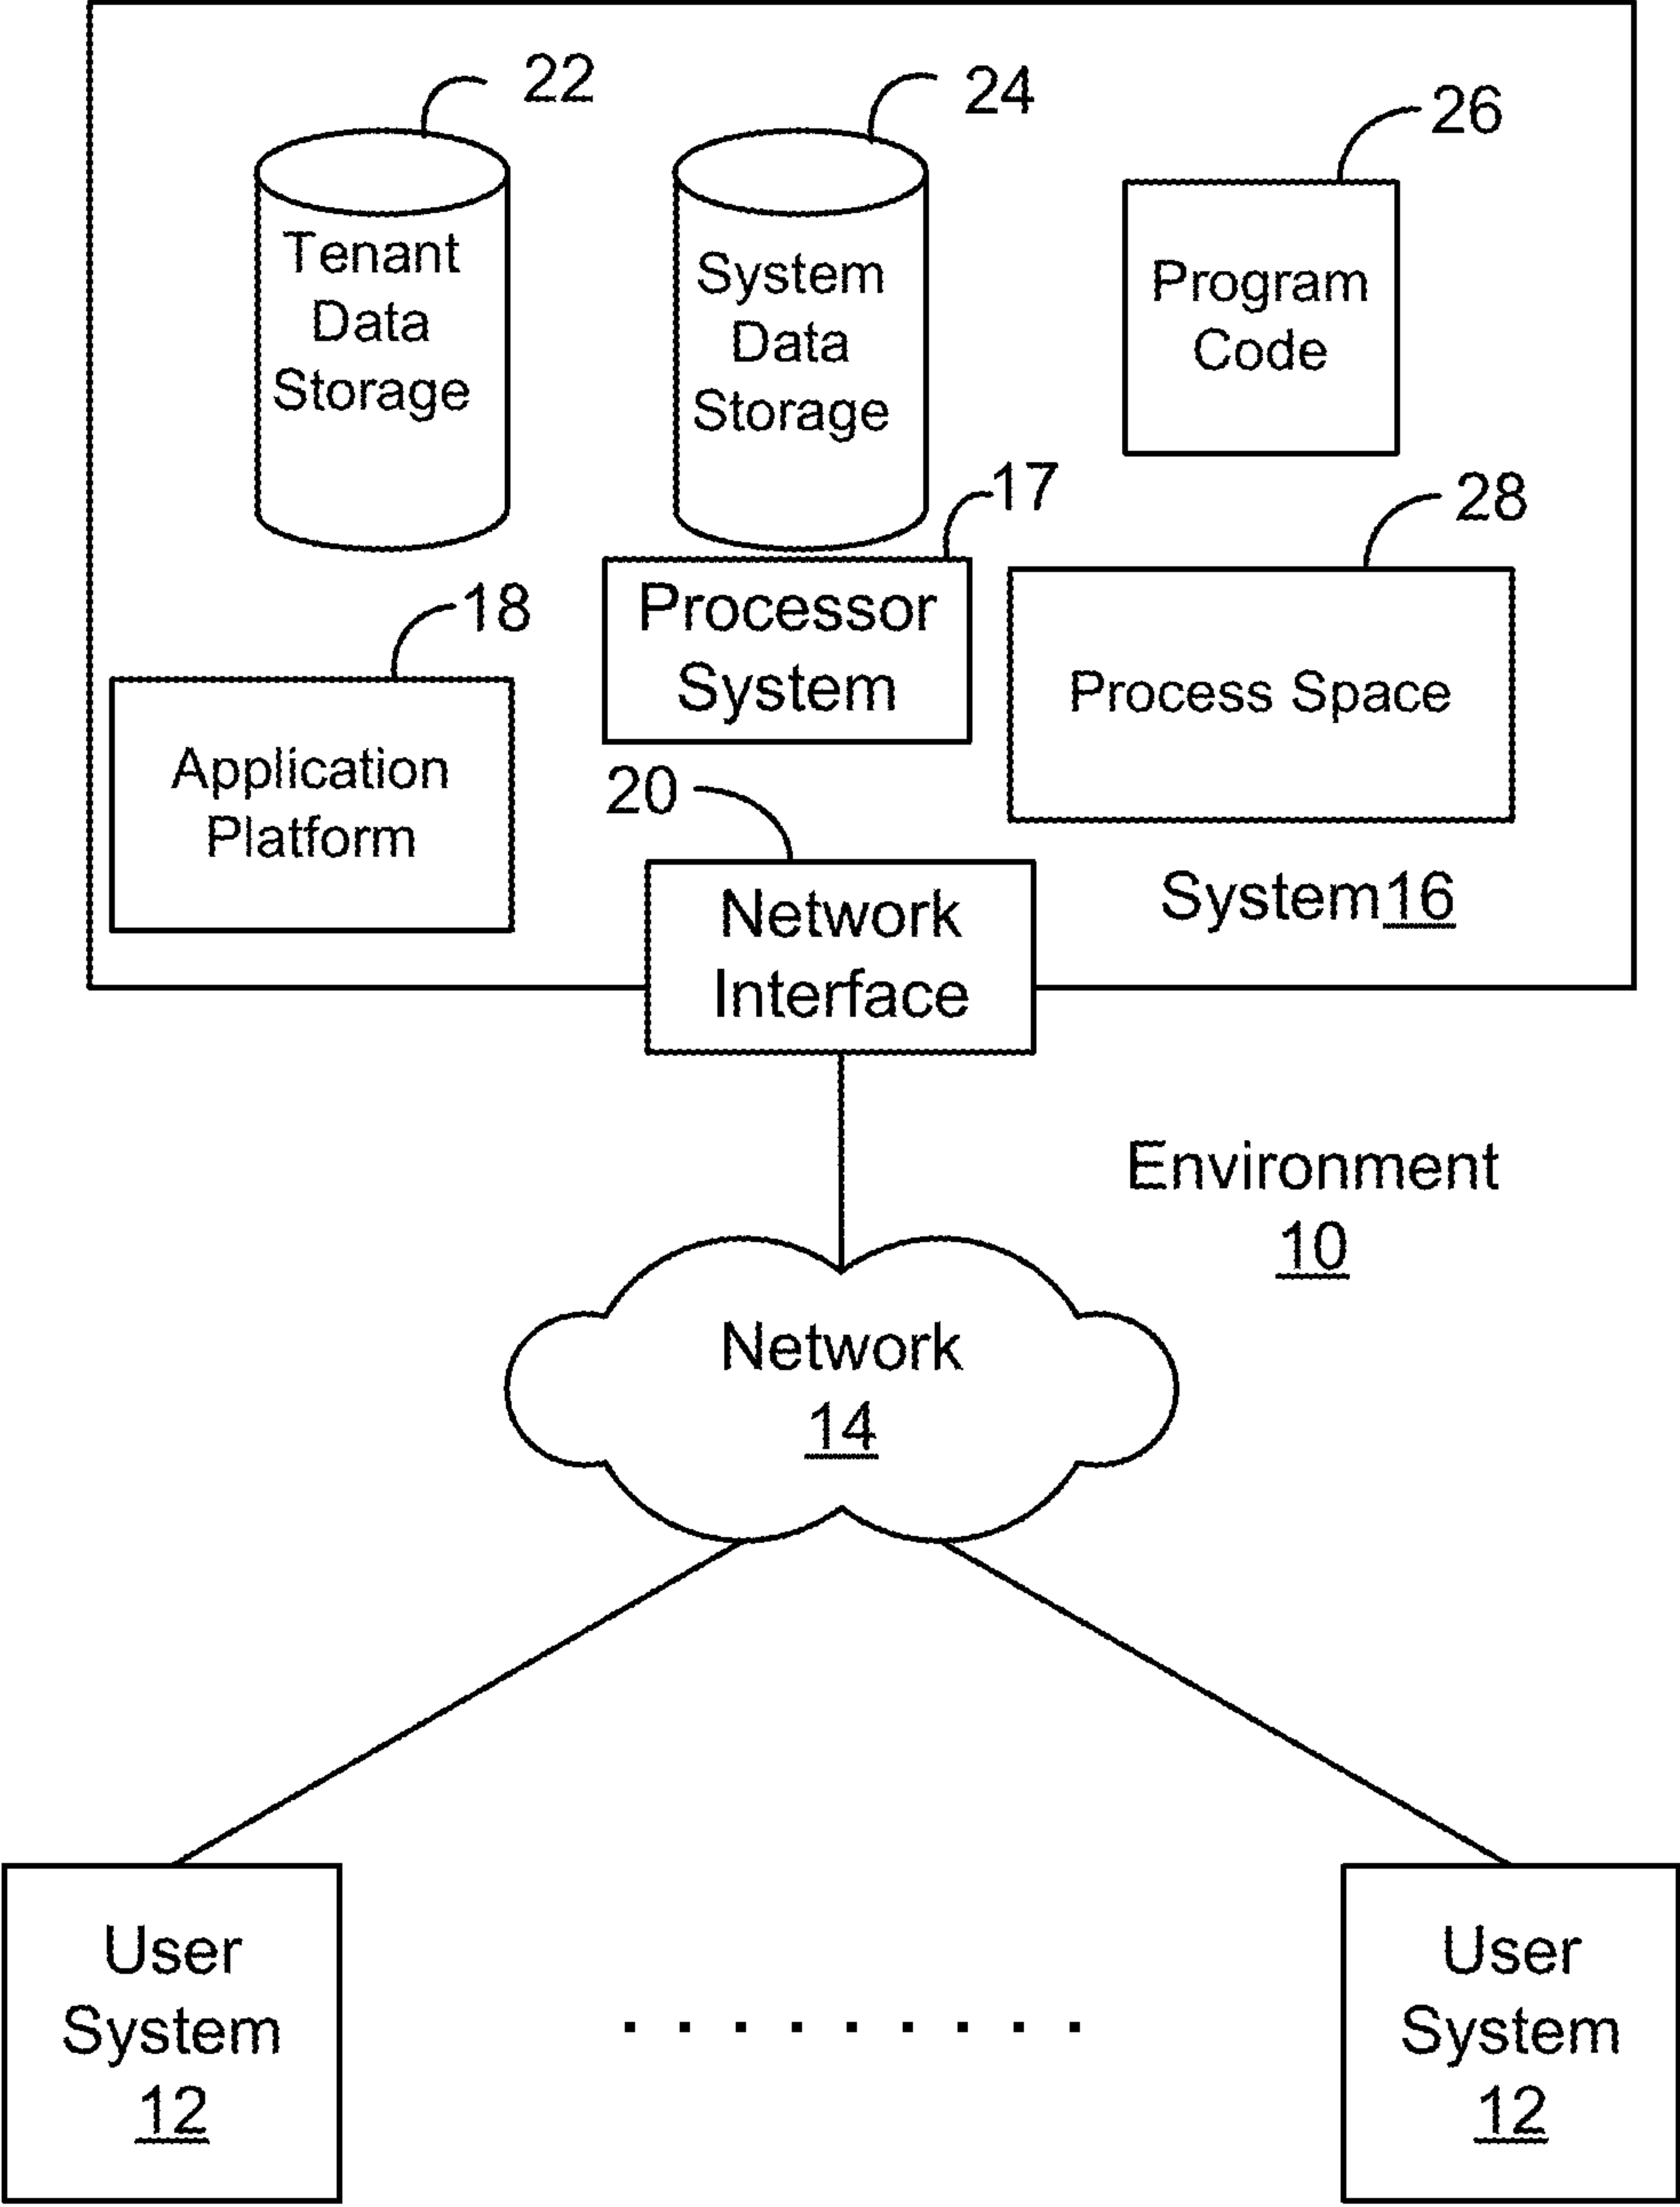 22
24
26
Tenant
Data
Storage
System
Data
Storage
Program
Code
17
28
18
Processor
System
Process Space
Application
Platform
20
System16
Network
Interface
Environment
10
Network
14
User
System
12
User
System
12